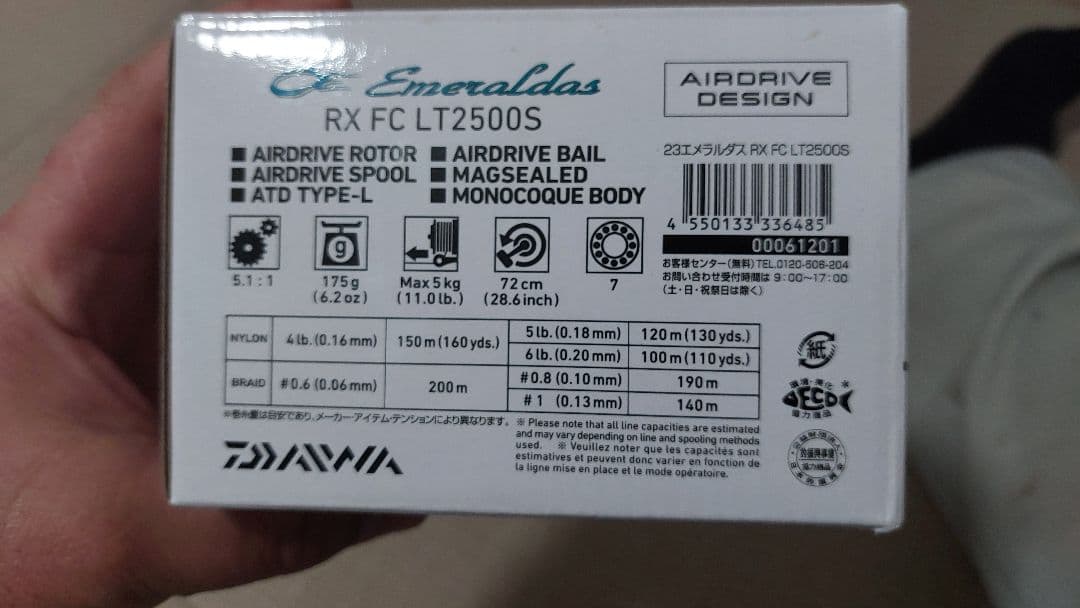 Emeraldas
RX FC LT2500S
■ AIRDRIVE ROTOR ■ AIRDRIVE BAIL
■ AIRDRIVE SPOOL ■ MAGSEALED
■ ATD TYPE-L ■ MONOCOQUE BODY
AIRDRIVE
DESIGN
23エメラルダス RX FC LT2500S
4 550133 336485
00061201
お客様センター(無料) TEL.0120-506-204
お問い合わせ受付時間は 9:00~17:00
(土・日・祝祭日は除く)
g
5.1 : 1
175 g
(6.2 oz)
Max 5 kg
(11.0 lb.)
72 cm
(28.6 inch)
7
NYLON 4 lb. (0.16 mm) 150 m (160 yds.) 5 lb. (0.18 mm) 120 m (130 yds.)
6 lb. (0.20 mm) 100 m (110 yds.)
BRAID #0.6 (0.06 mm) 200 m #0.8 (0.10 mm) 190 m
#1 (0.13 mm) 140 m
※巻糸量は目安であり、メーカー・アイテム・テンションにより異なります。
※ Please note that all line capacities are estimated
and may vary depending on line and spooling methods
used. ※ Veuillez noter que les capacités sont
estimatives et peuvent donc varier en fonction de
la ligne mise en place et le mode opératoire.
DAIWA
紙
環境・美化
ECO
協力商品